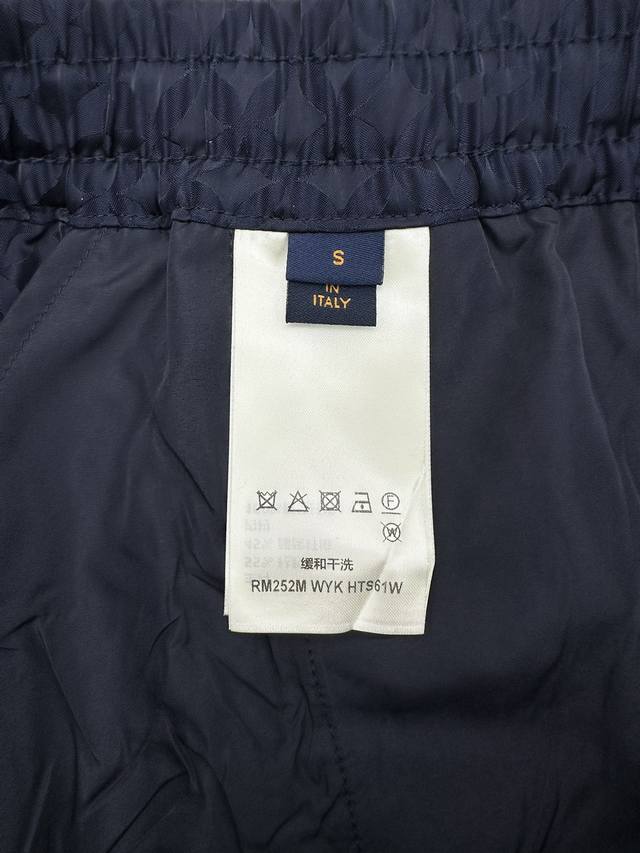 S
IN
ITALY
F
W
缓和干洗
RM252M WYK HTS61W